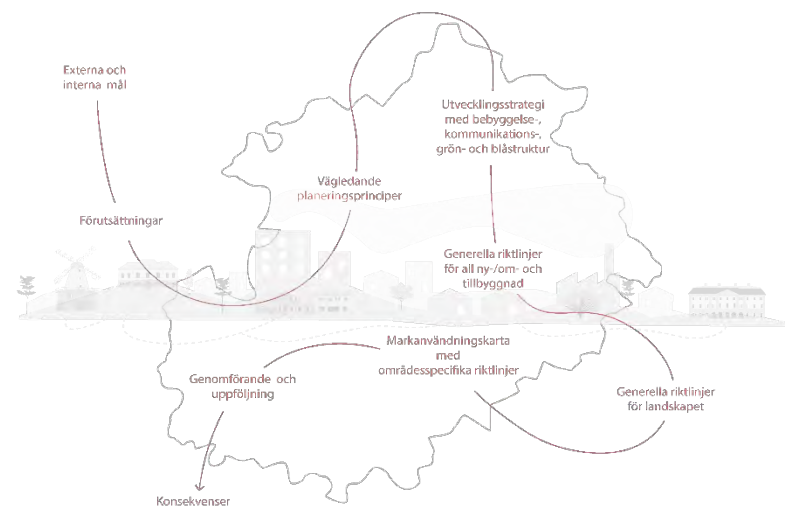 Externa och
interna mål
Förutsättningar
Vägledande
planeringsprinciper
Utvecklingsstrategi
med bebyggelse-,
kommunikations-,
grön- och blåstruktur
Generella riktlinjer
för all ny-/om- och
tillbyggnad
Generella riktlinjer
för landskapet
Markanvändningskarta
med
områdesspecifika riktlinjer
Genomförande och
uppföljning
Konsekvenser